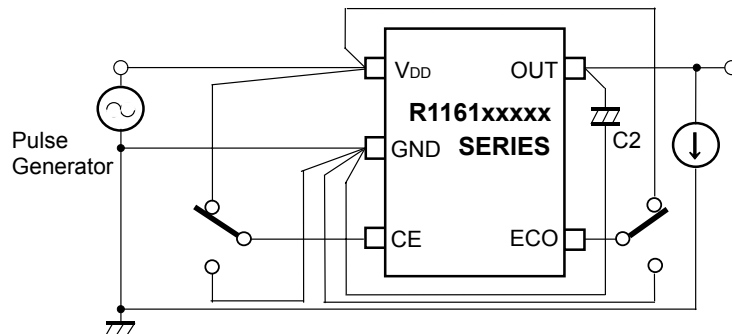 VDD
OUT
R1161xxxxx
SERIES
Pulse
Generator
GND
C2
CE
ECO